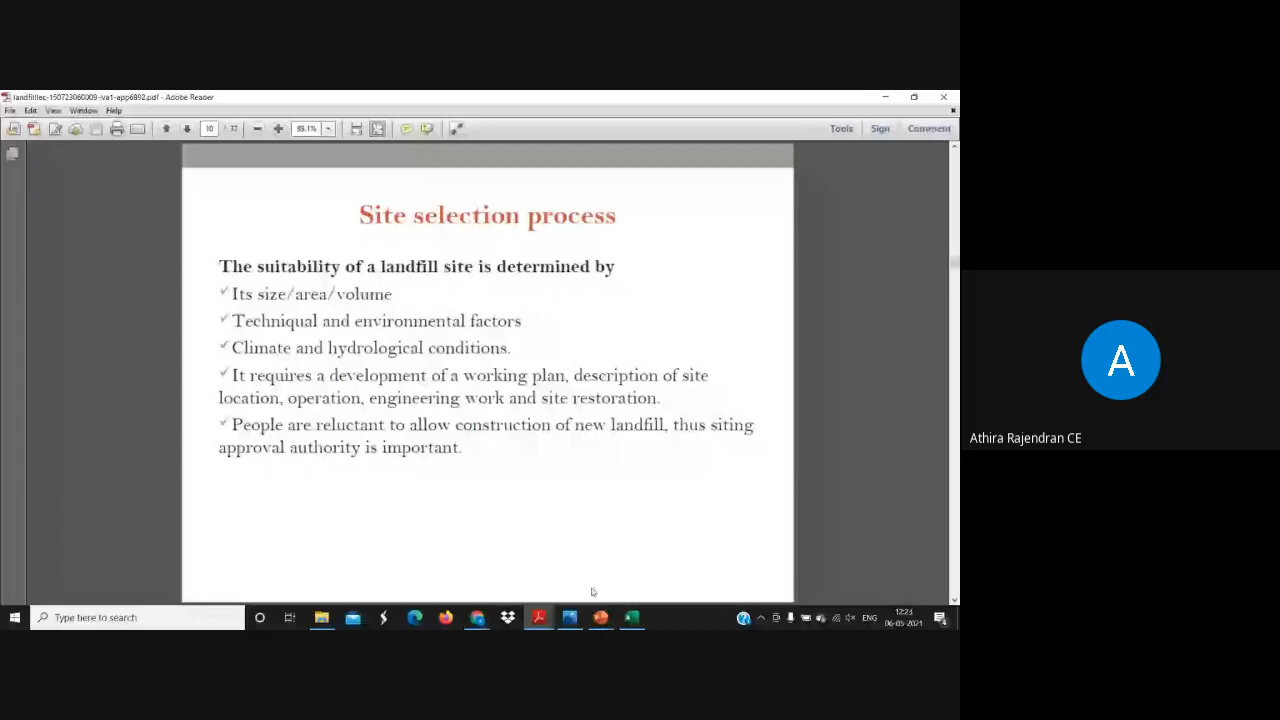 landfilllec-150723060009-lva1-app6892.pdf - Adobe Reader
File Edit View Window Help
10 / 37 89.1% Tools Sign Comment
Site selection process
The suitability of a landfill site is determined by
✓ Its size/area/volume
✓ Techniqual and environmental factors
✓ Climate and hydrological conditions.
✓ It requires a development of a working plan, description of site
location, operation, engineering work and site restoration.
✓ People are reluctant to allow construction of new landfill, thus siting
approval authority is important.
A
Athira Rajendran CE
Type here to search
ENG
12:23
06-05-2021